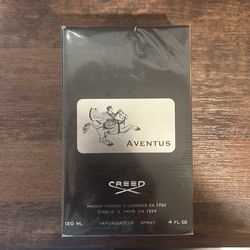 AVENTUS
CREED
MAISON FONDÉE À LONDRES EN 1760
ÉTABLIE À PARIS EN 1854
120 ML VAPORISATEUR SPRAY 4 FL. OZ